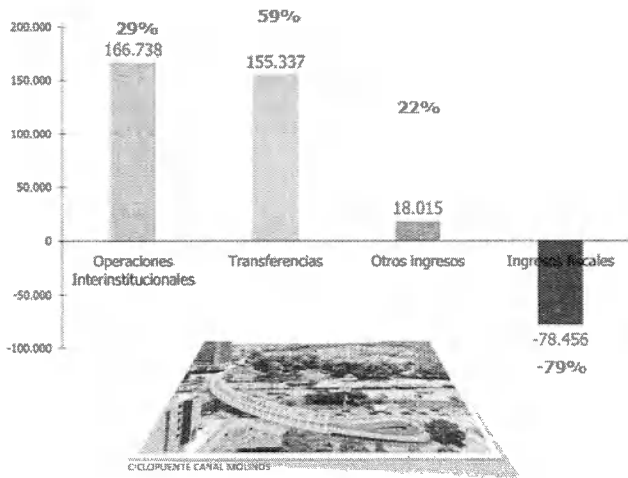 200.000
150.000
100.000
50.000
0
-50.000
-100.000
29%
166.738
59%
155.337
22%
18.015
-78.456
-79%
Operaciones
Interinstitucionales
Transferencias
Otros ingresos
Ingresos fiscales
CICLOPUENTE CANAL MOLINOS